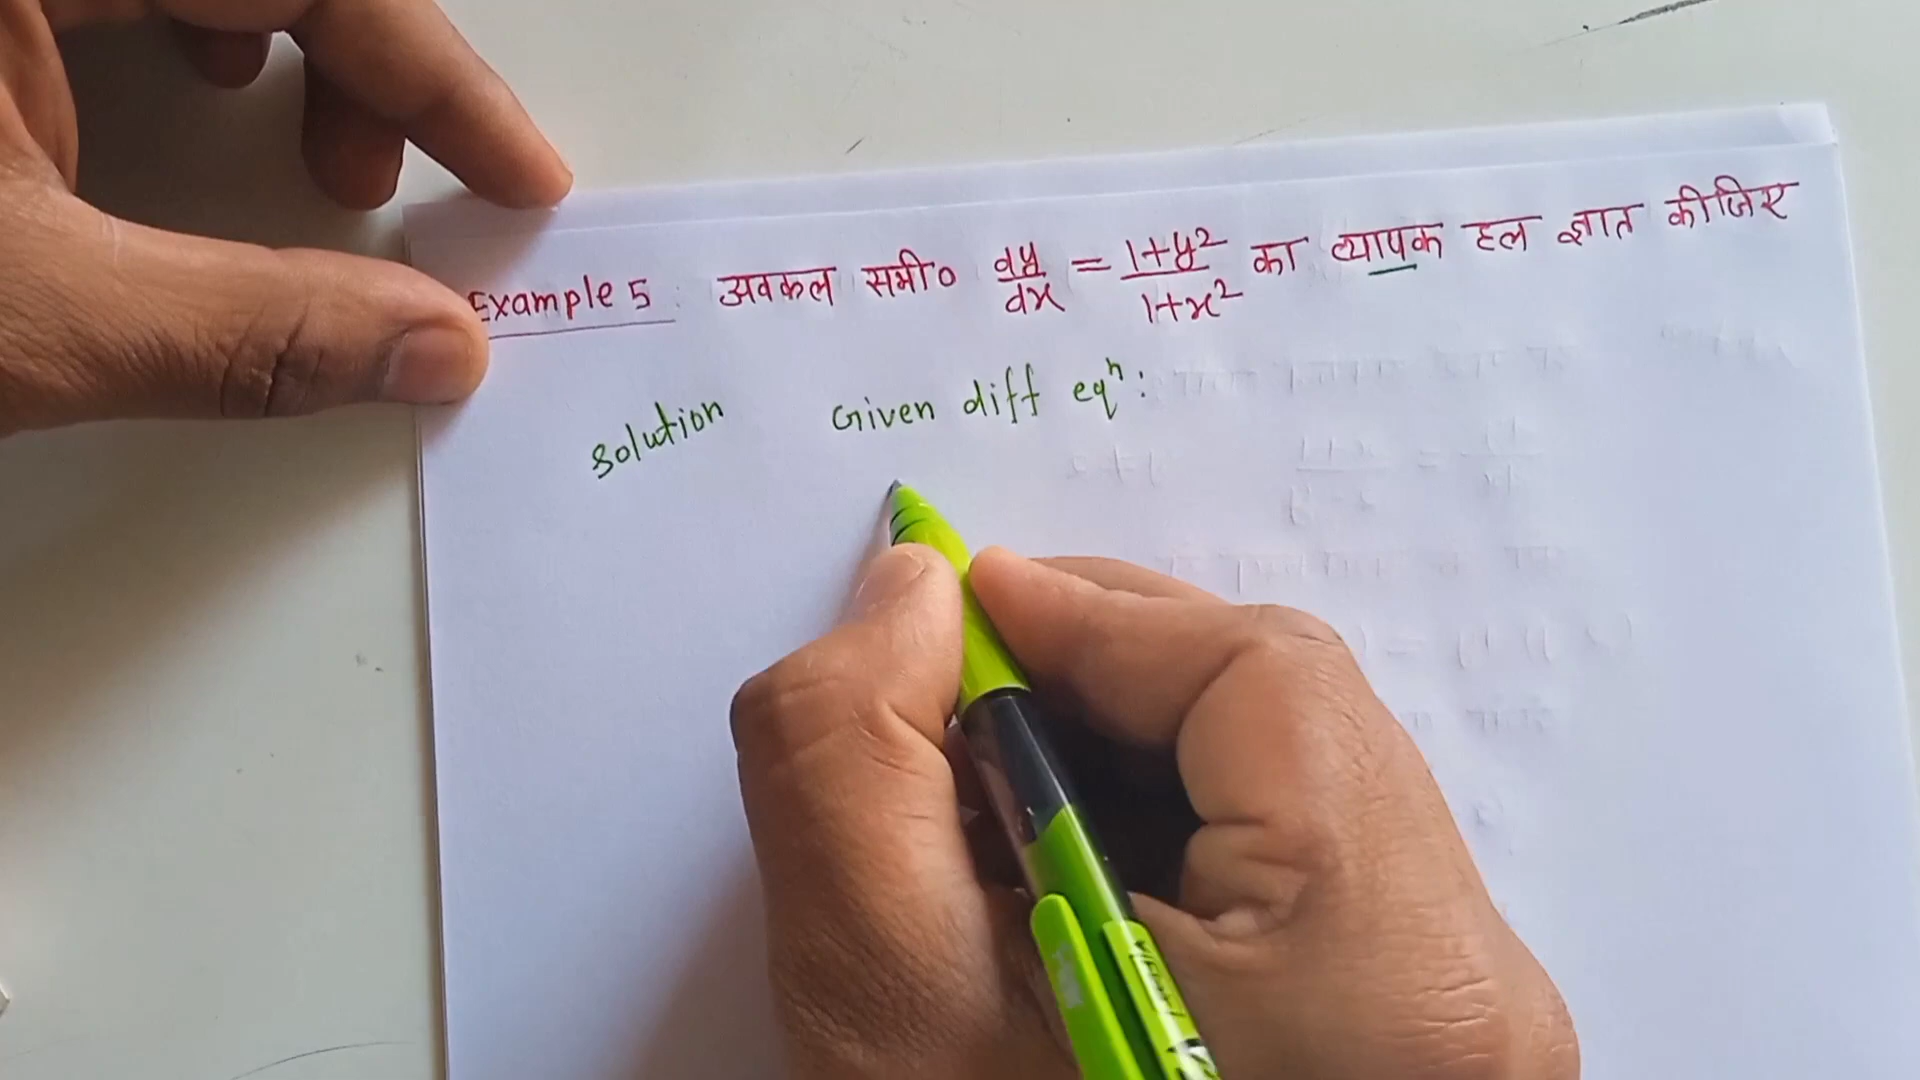 Example 5 : अवकल समी० dy/dx = 1+y²/1+x² का व्यापक हल ज्ञात कीजिए
solution Given diff eqⁿ: